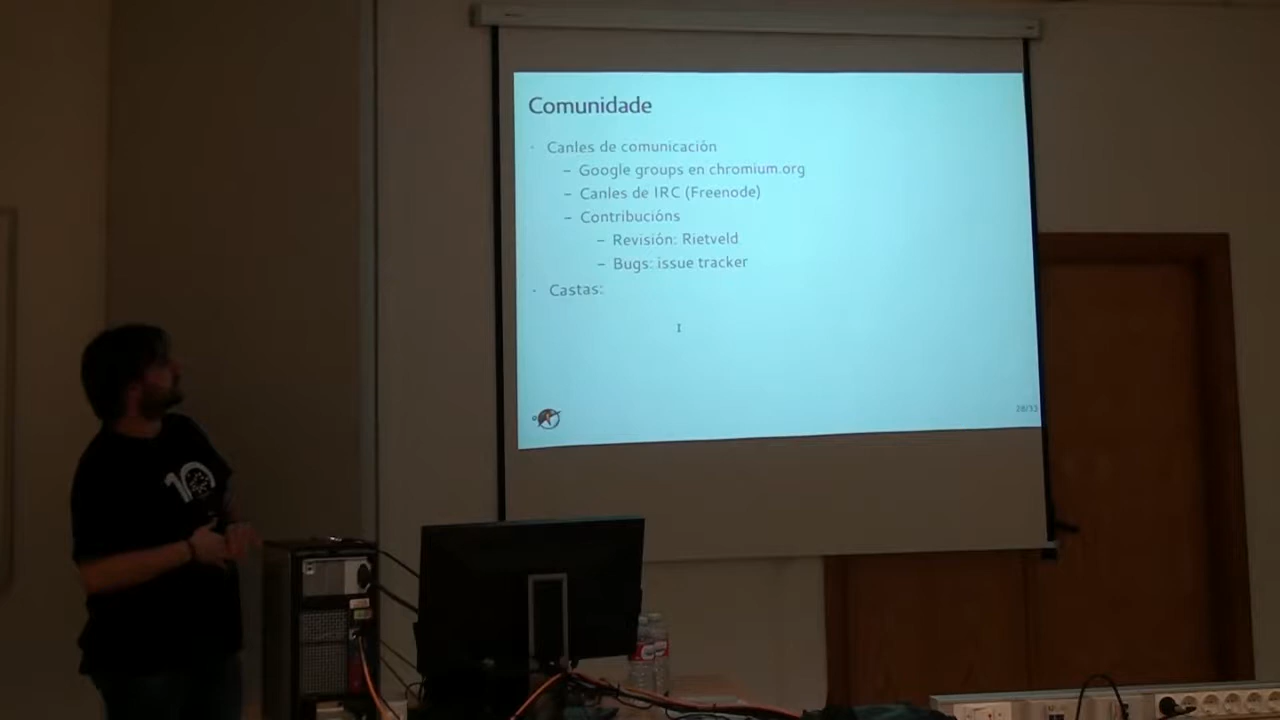 Comunidade
· Canles de comunicación
– Google groups en chromium.org
– Canles de IRC (Freenode)
– Contribucións
– Revisión: Rietveld
– Bugs: issue tracker
· Castas:
10